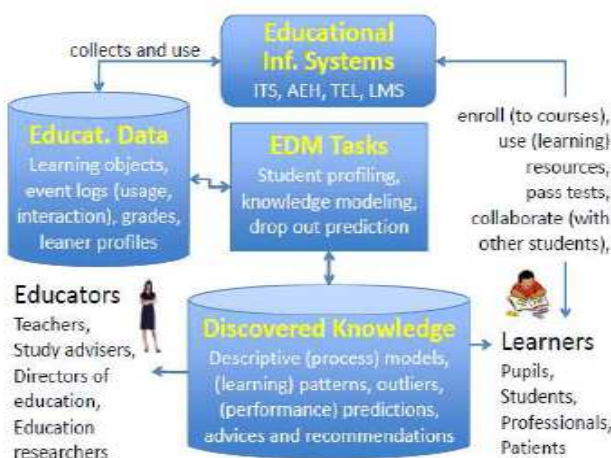 collects and use
Educational
Inf. Systems
ITS, AEH, TEL, LMS
Educat. Data
Learning objects,
event logs (usage,
interaction), grades,
leaner profiles
EDM Tasks
Student profiling,
knowledge modeling,
drop out prediction
enroll (to courses),
use (learning)
resources,
pass tests,
collaborate (with
other students),
Educators
Teachers,
Study advisers,
Directors of
education,
Education
researchers
Discovered Knowledge
Descriptive (process) models,
(learning) patterns, outliers,
(performance) predictions,
advices and recommendations
Learners
Pupils,
Students,
Professionals,
Patients